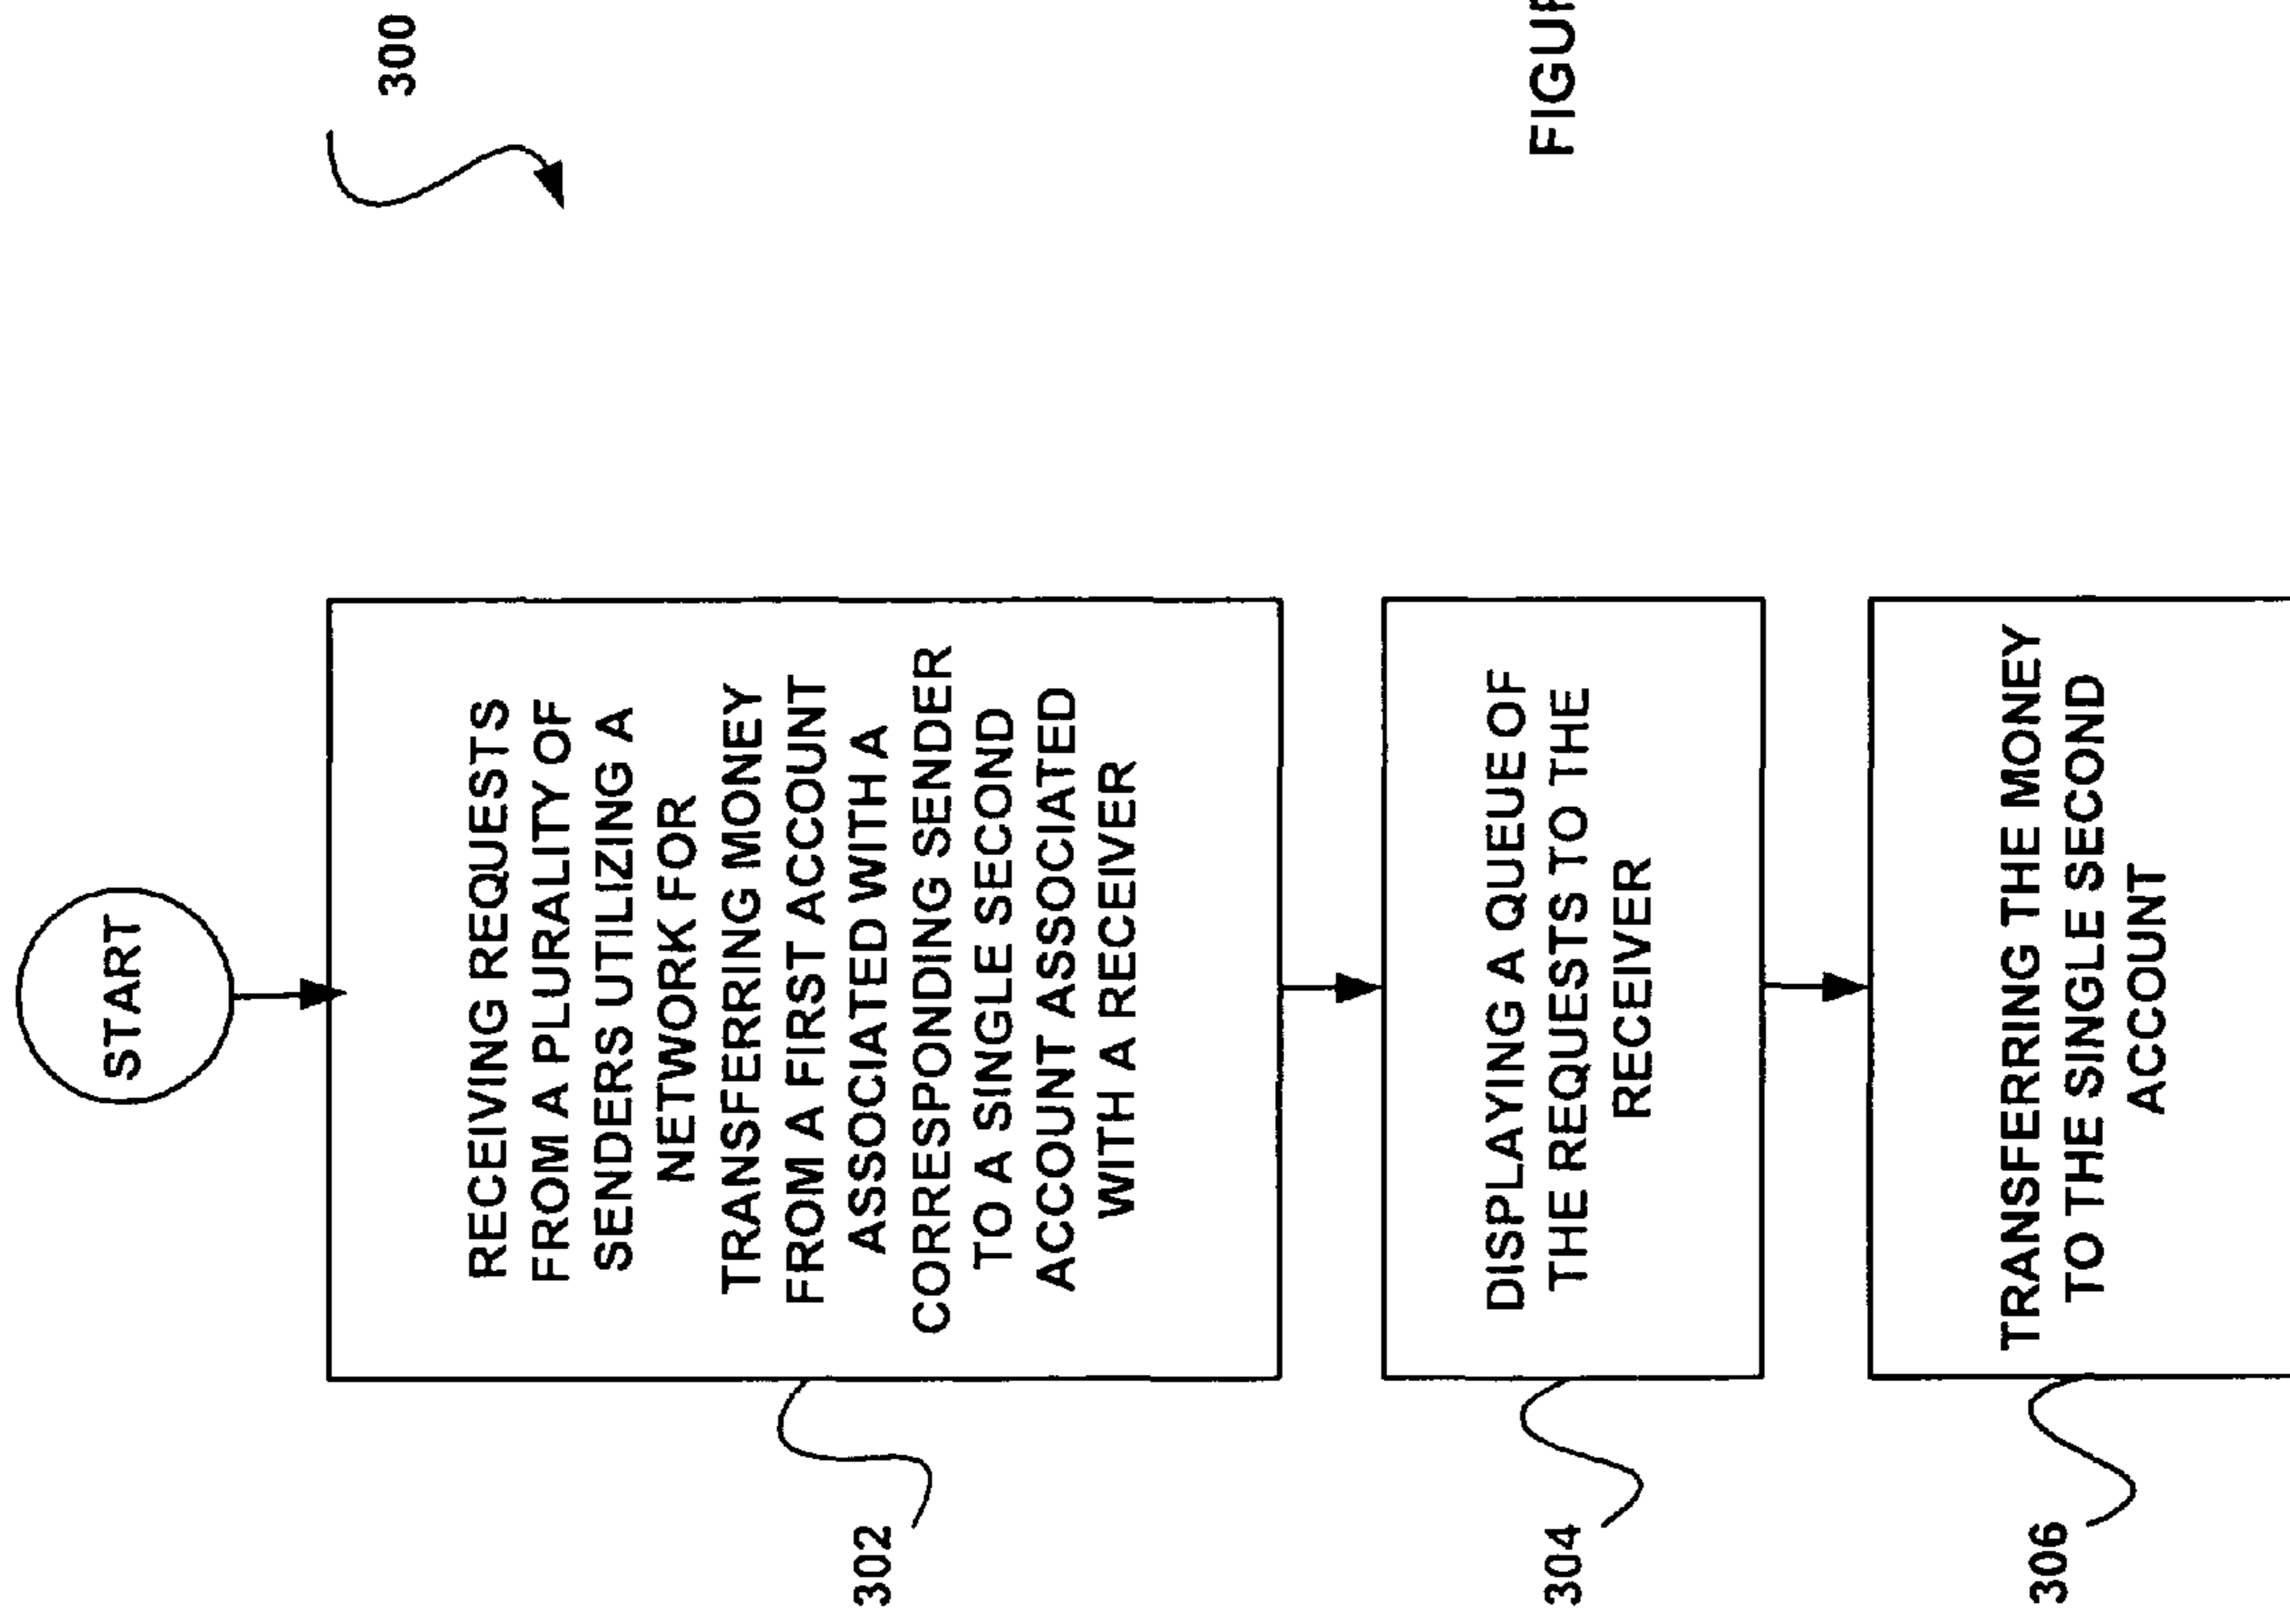 300
START
RECEIVING REQUESTS
FROM A PLURALITY OF
SENDERS UTILIZING A
NETWORK FOR
TRANSFERRING MONEY
FROM A FIRST ACCOUNT
ASSOCIATED WITH A
CORRESPONDING SENDER
TO A SINGLE SECOND
ACCOUNT ASSOCIATED
WITH A RECEIVER
302
DISPLAYING A QUEUE OF
THE REQUESTS TO THE
RECEIVER
304
TRANSFERRING THE MONEY
TO THE SINGLE SECOND
ACCOUNT
306